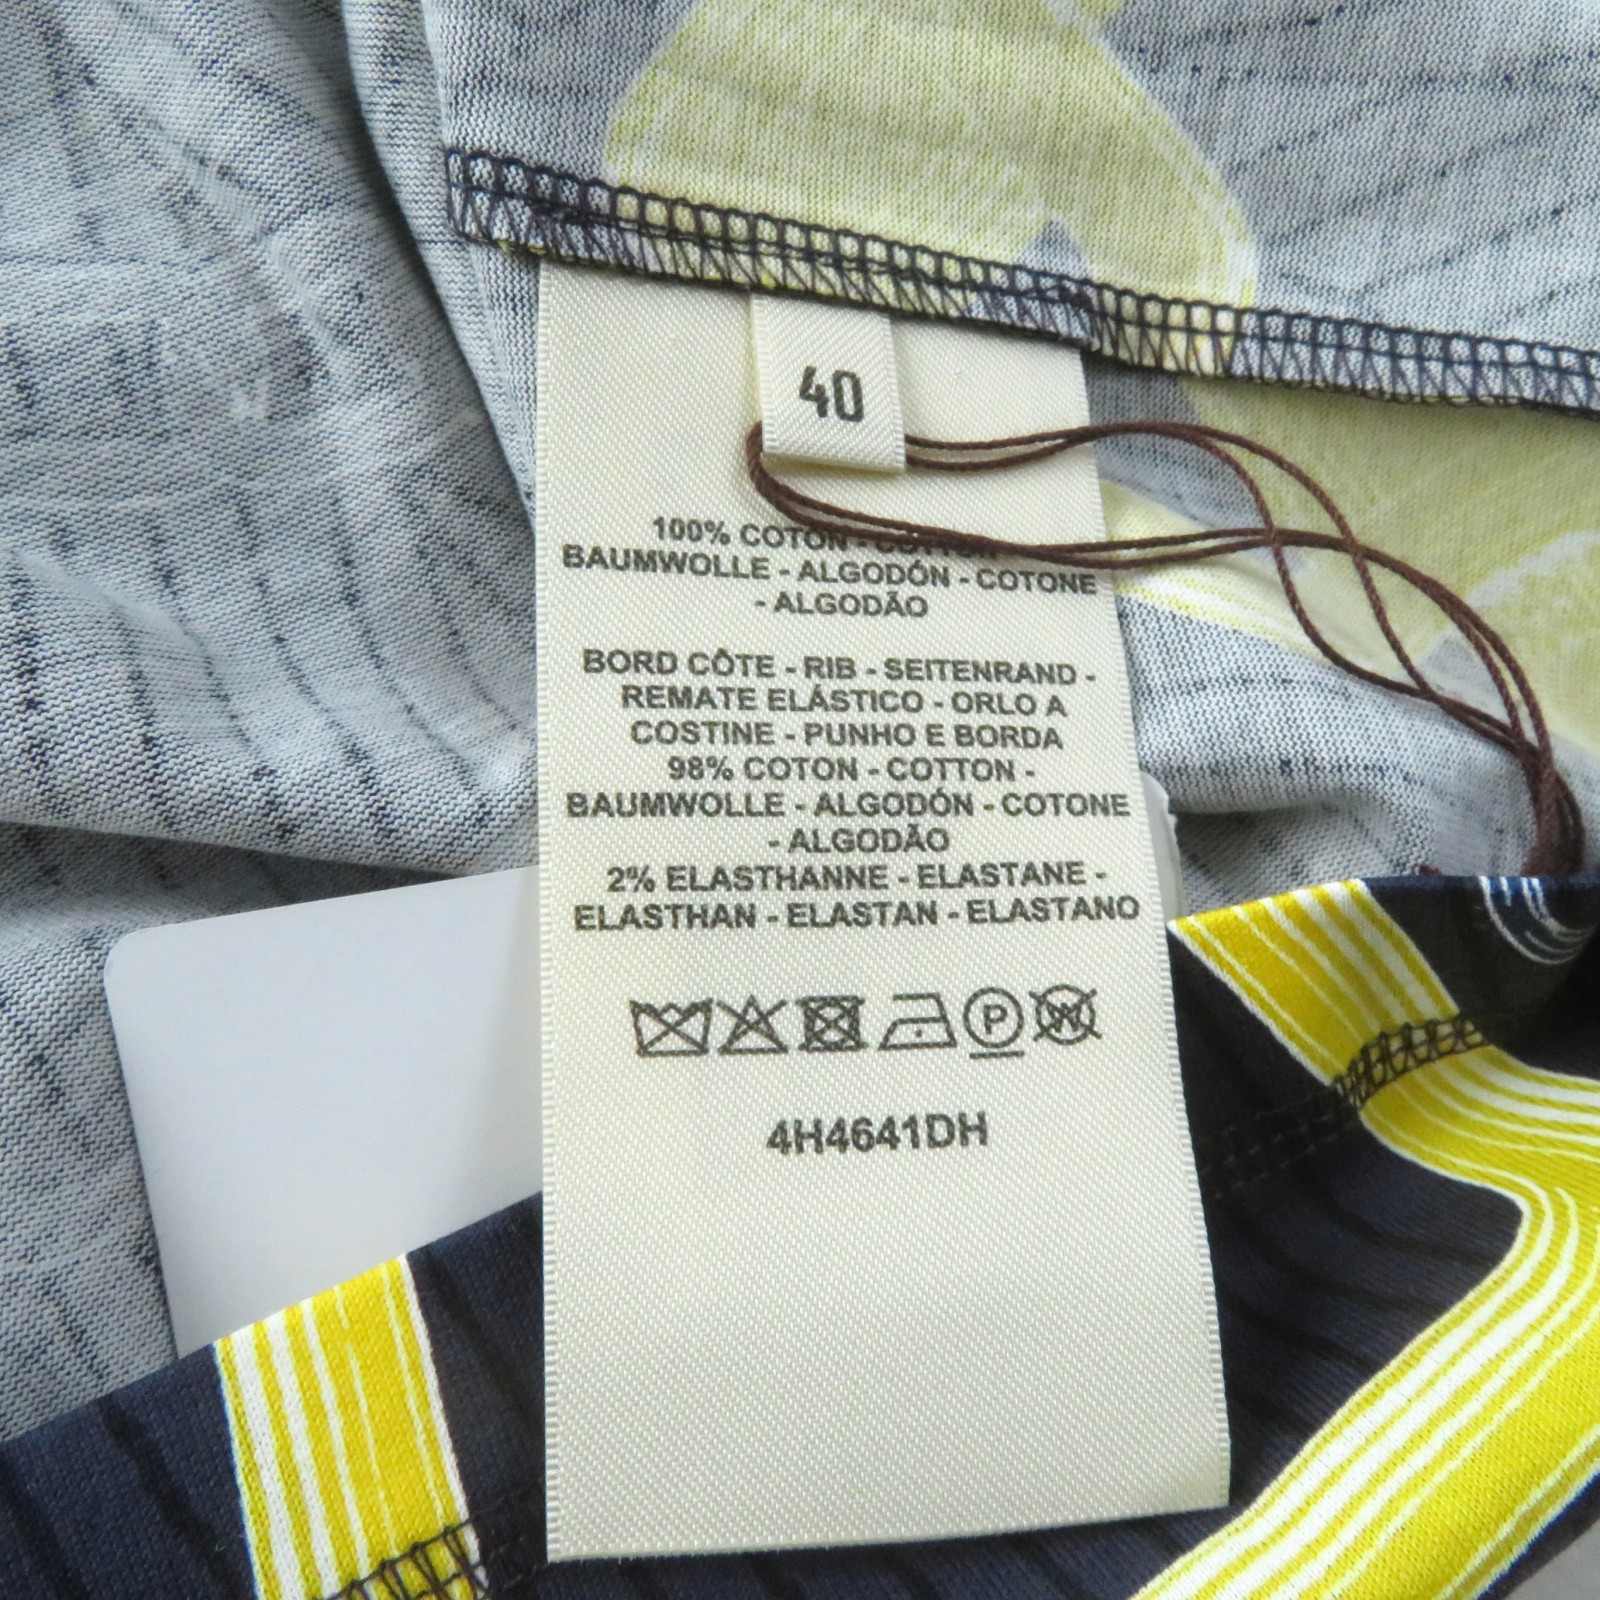 40
100% COTON - COTTON -
BAUMWOLLE - ALGODÓN - COTONE
- ALGODÃO
BORD CÔTE - RIB - SEITENRAND -
REMATE ELÁSTICO - ORLO A
COSTINE - PUNHO E BORDA
98% COTON - COTTON -
BAUMWOLLE - ALGODÓN - COTONE
- ALGODÃO
2% ELASTHANNE - ELASTANE -
ELASTHAN - ELASTAN - ELASTANO
P W
4H4641DH